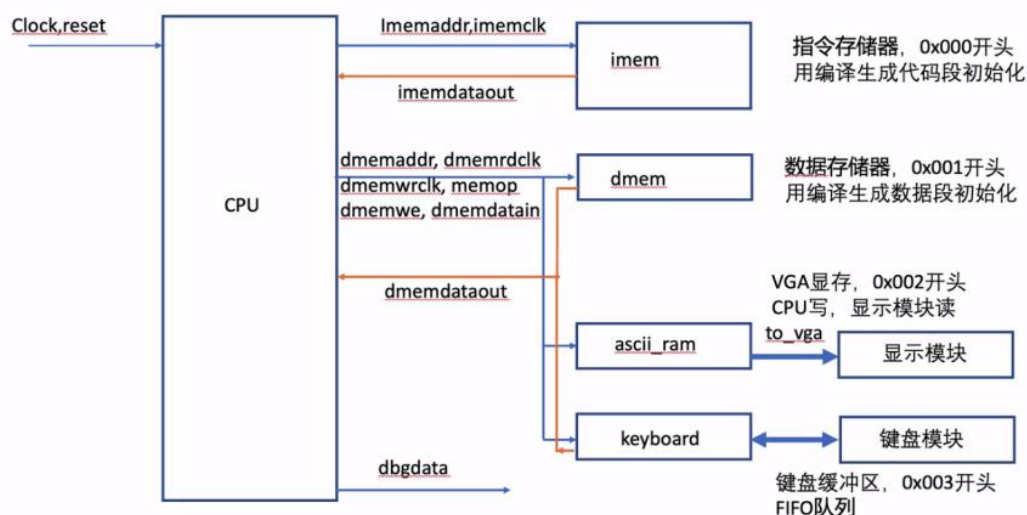 Clock,reset
Imemaddr,imemclk
imem
指令存储器，0x000开头
用编译生成代码段初始化
imemdataout
CPU
dmemaddr, dmemrdclk
dmemwrclk, memop
dmemwe, dmemdatain
dmem
数据存储器，0x001开头
用编译生成数据段初始化
dmemdataout
VGA显存，0x002开头
CPU写，显示模块读
to_vga
ascii_ram
显示模块
keyboard
键盘模块
dbgdata
键盘缓冲区，0x003开头
FIFO队列